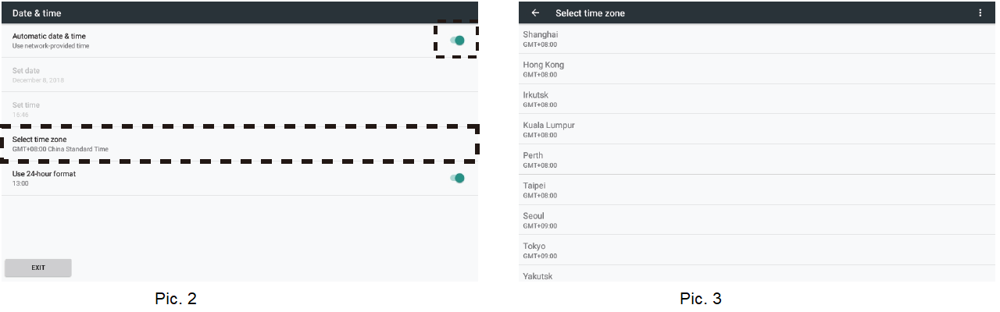 Date & time
Automatic date & time
Use network-provided time
Set date
December 8, 2018
Set time
16:46
Select time zone
GMT+08:00 China Standard Time
Use 24-hour format
13:00
EXIT
Pic. 2
Select time zone
Shanghai
GMT+08:00
Hong Kong
GMT+08:00
Irkutsk
GMT+08:00
Kuala Lumpur
GMT+08:00
Perth
GMT+08:00
Taipei
GMT+08:00
Seoul
GMT+09:00
Tokyo
GMT+09:00
Yakutsk
Pic. 3